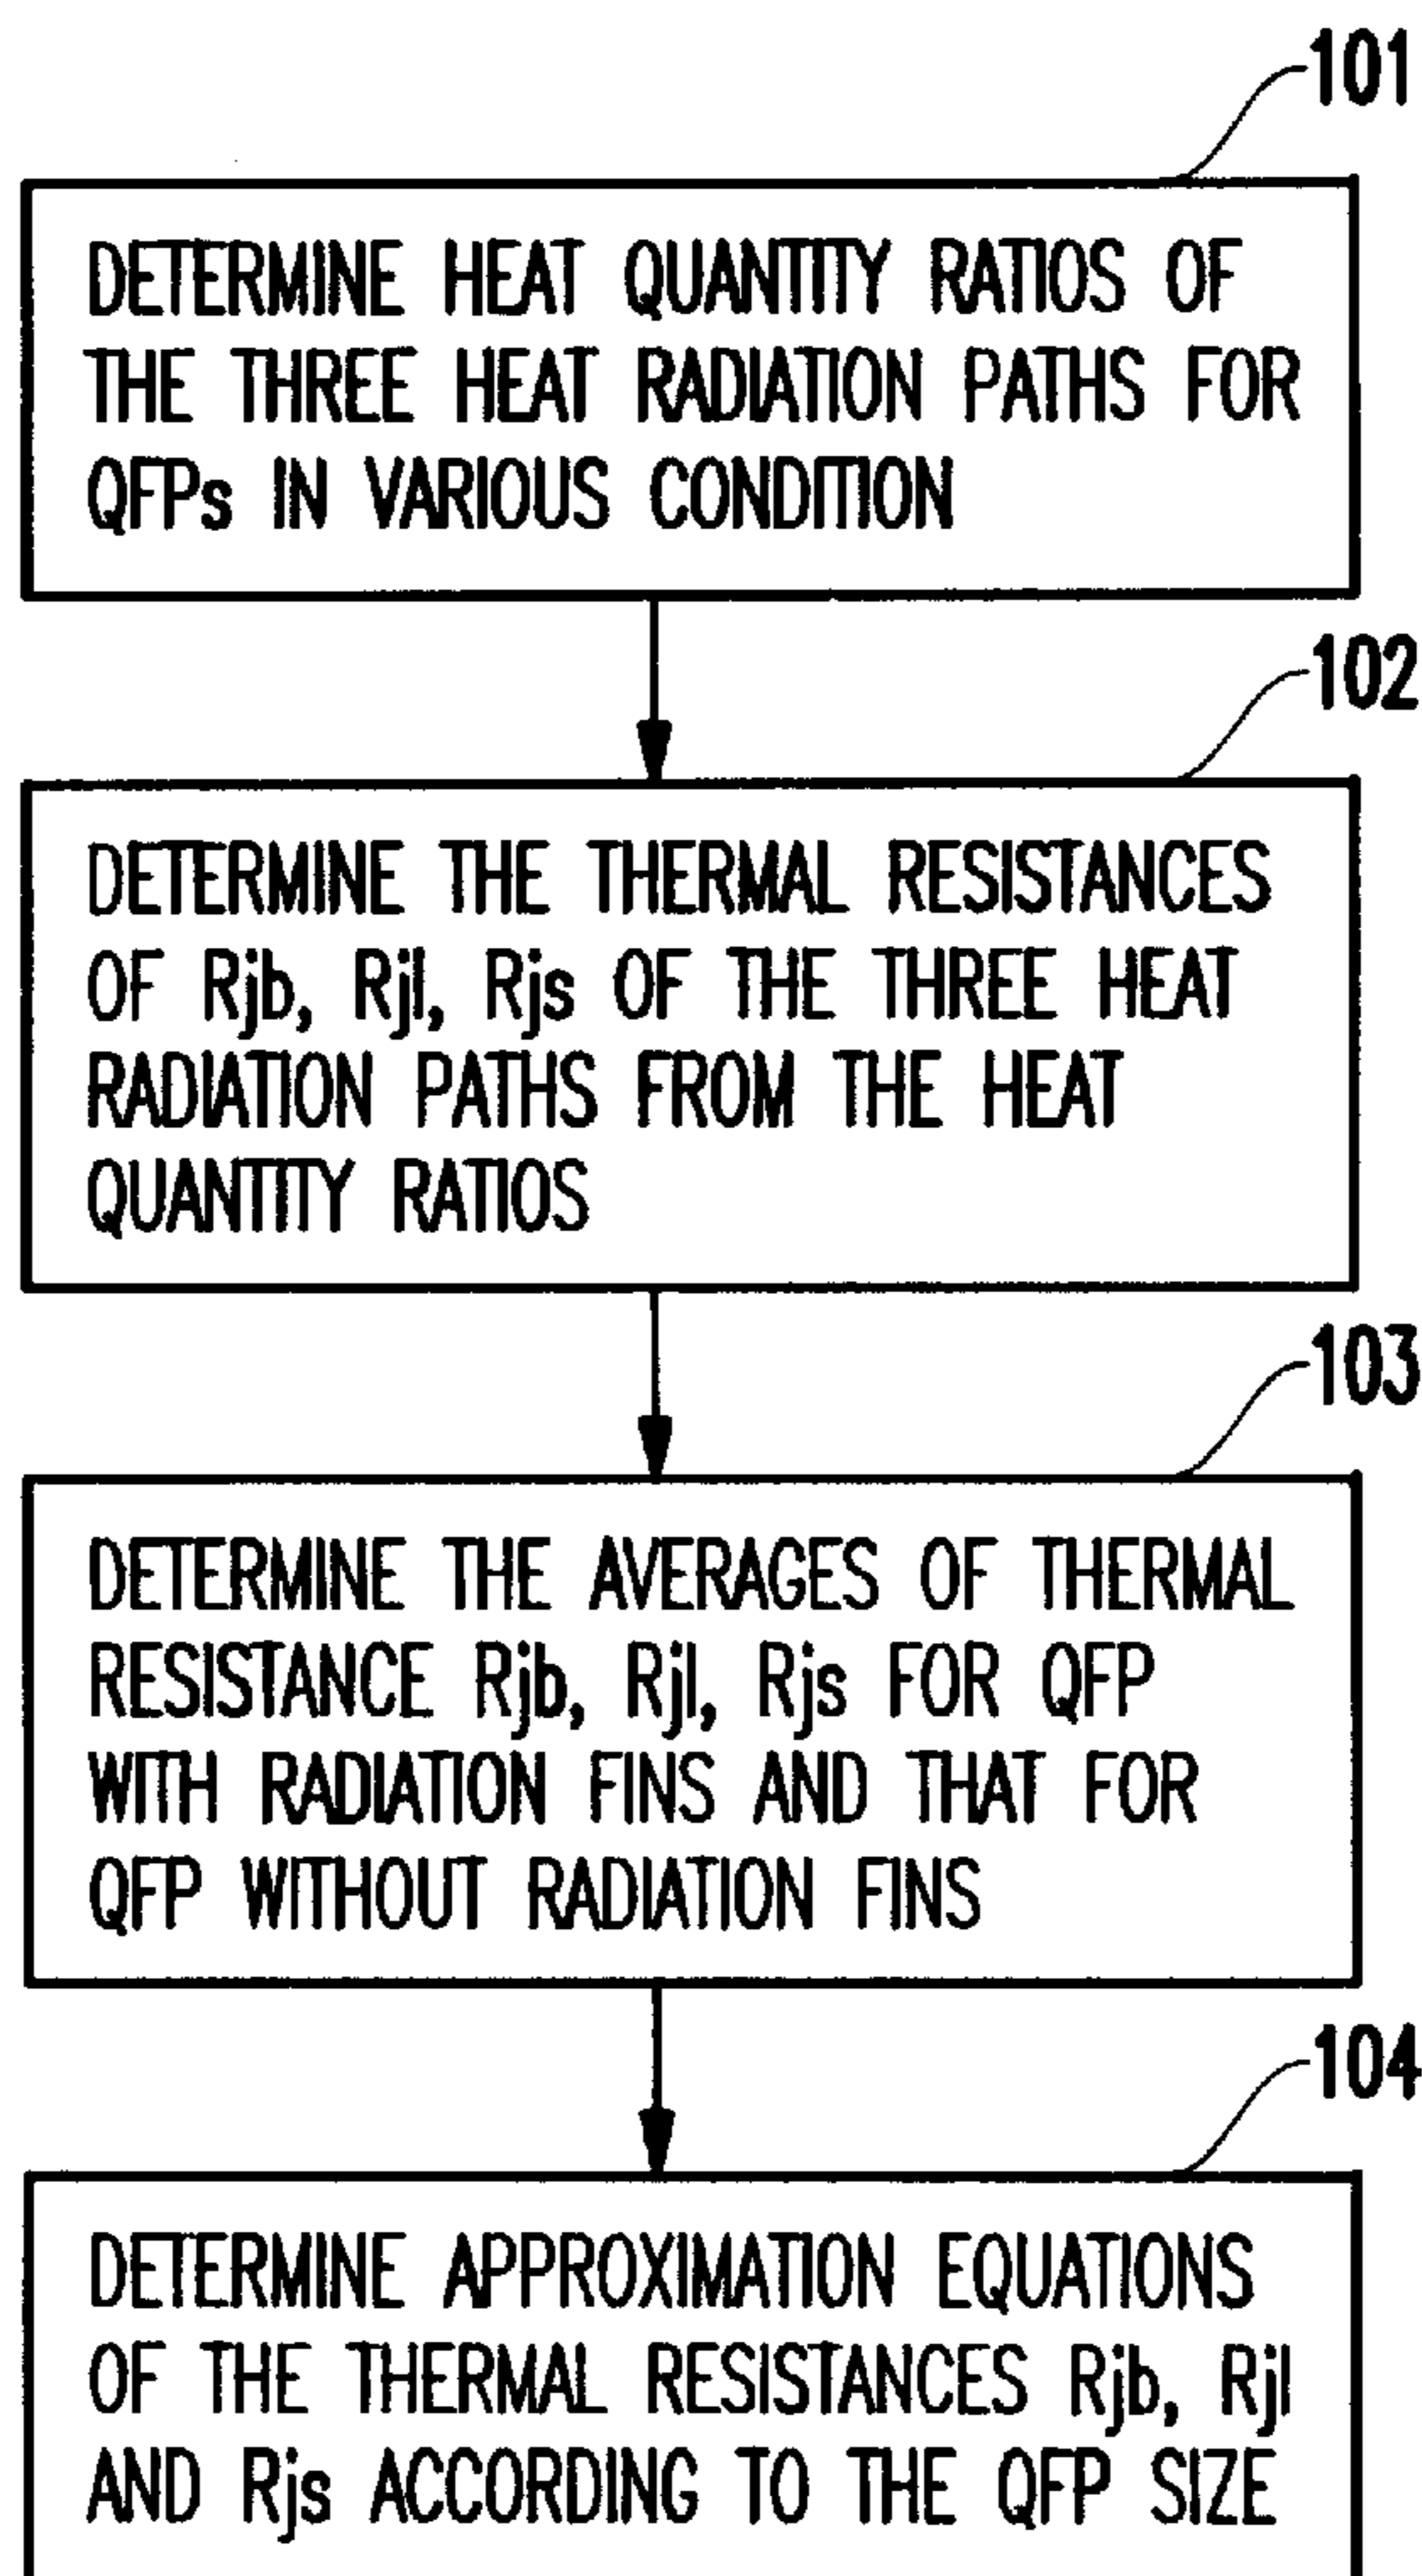 101
DETERMINE HEAT QUANTITY RATIOS OF
THE THREE HEAT RADIATION PATHS FOR
QFPs IN VARIOUS CONDITION
102
DETERMINE THE THERMAL RESISTANCES
OF Rjb, Rjl, Rjs OF THE THREE HEAT
RADIATION PATHS FROM THE HEAT
QUANTITY RATIOS
103
DETERMINE THE AVERAGES OF THERMAL
RESISTANCE Rjb, Rjl, Rjs FOR QFP
WITH RADIATION FINS AND THAT FOR
QFP WITHOUT RADIATION FINS
104
DETERMINE APPROXIMATION EQUATIONS
OF THE THERMAL RESISTANCES Rjb, Rjl
AND Rjs ACCORDING TO THE QFP SIZE